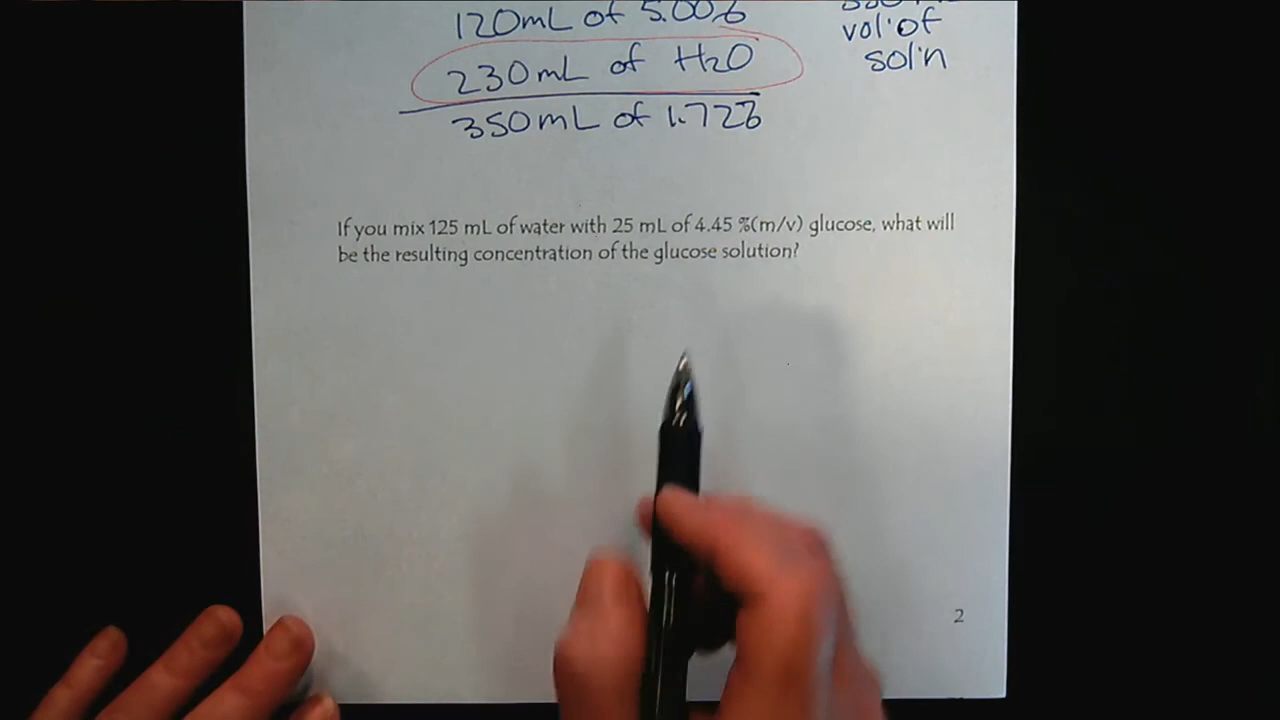 120mL of 5.00%
vol. of
230mL of H2O
sol'n
350mL of 1.72%
If you mix 125 mL of water with 25 mL of 4.45 %(m/v) glucose, what will
be the resulting concentration of the glucose solution?
2